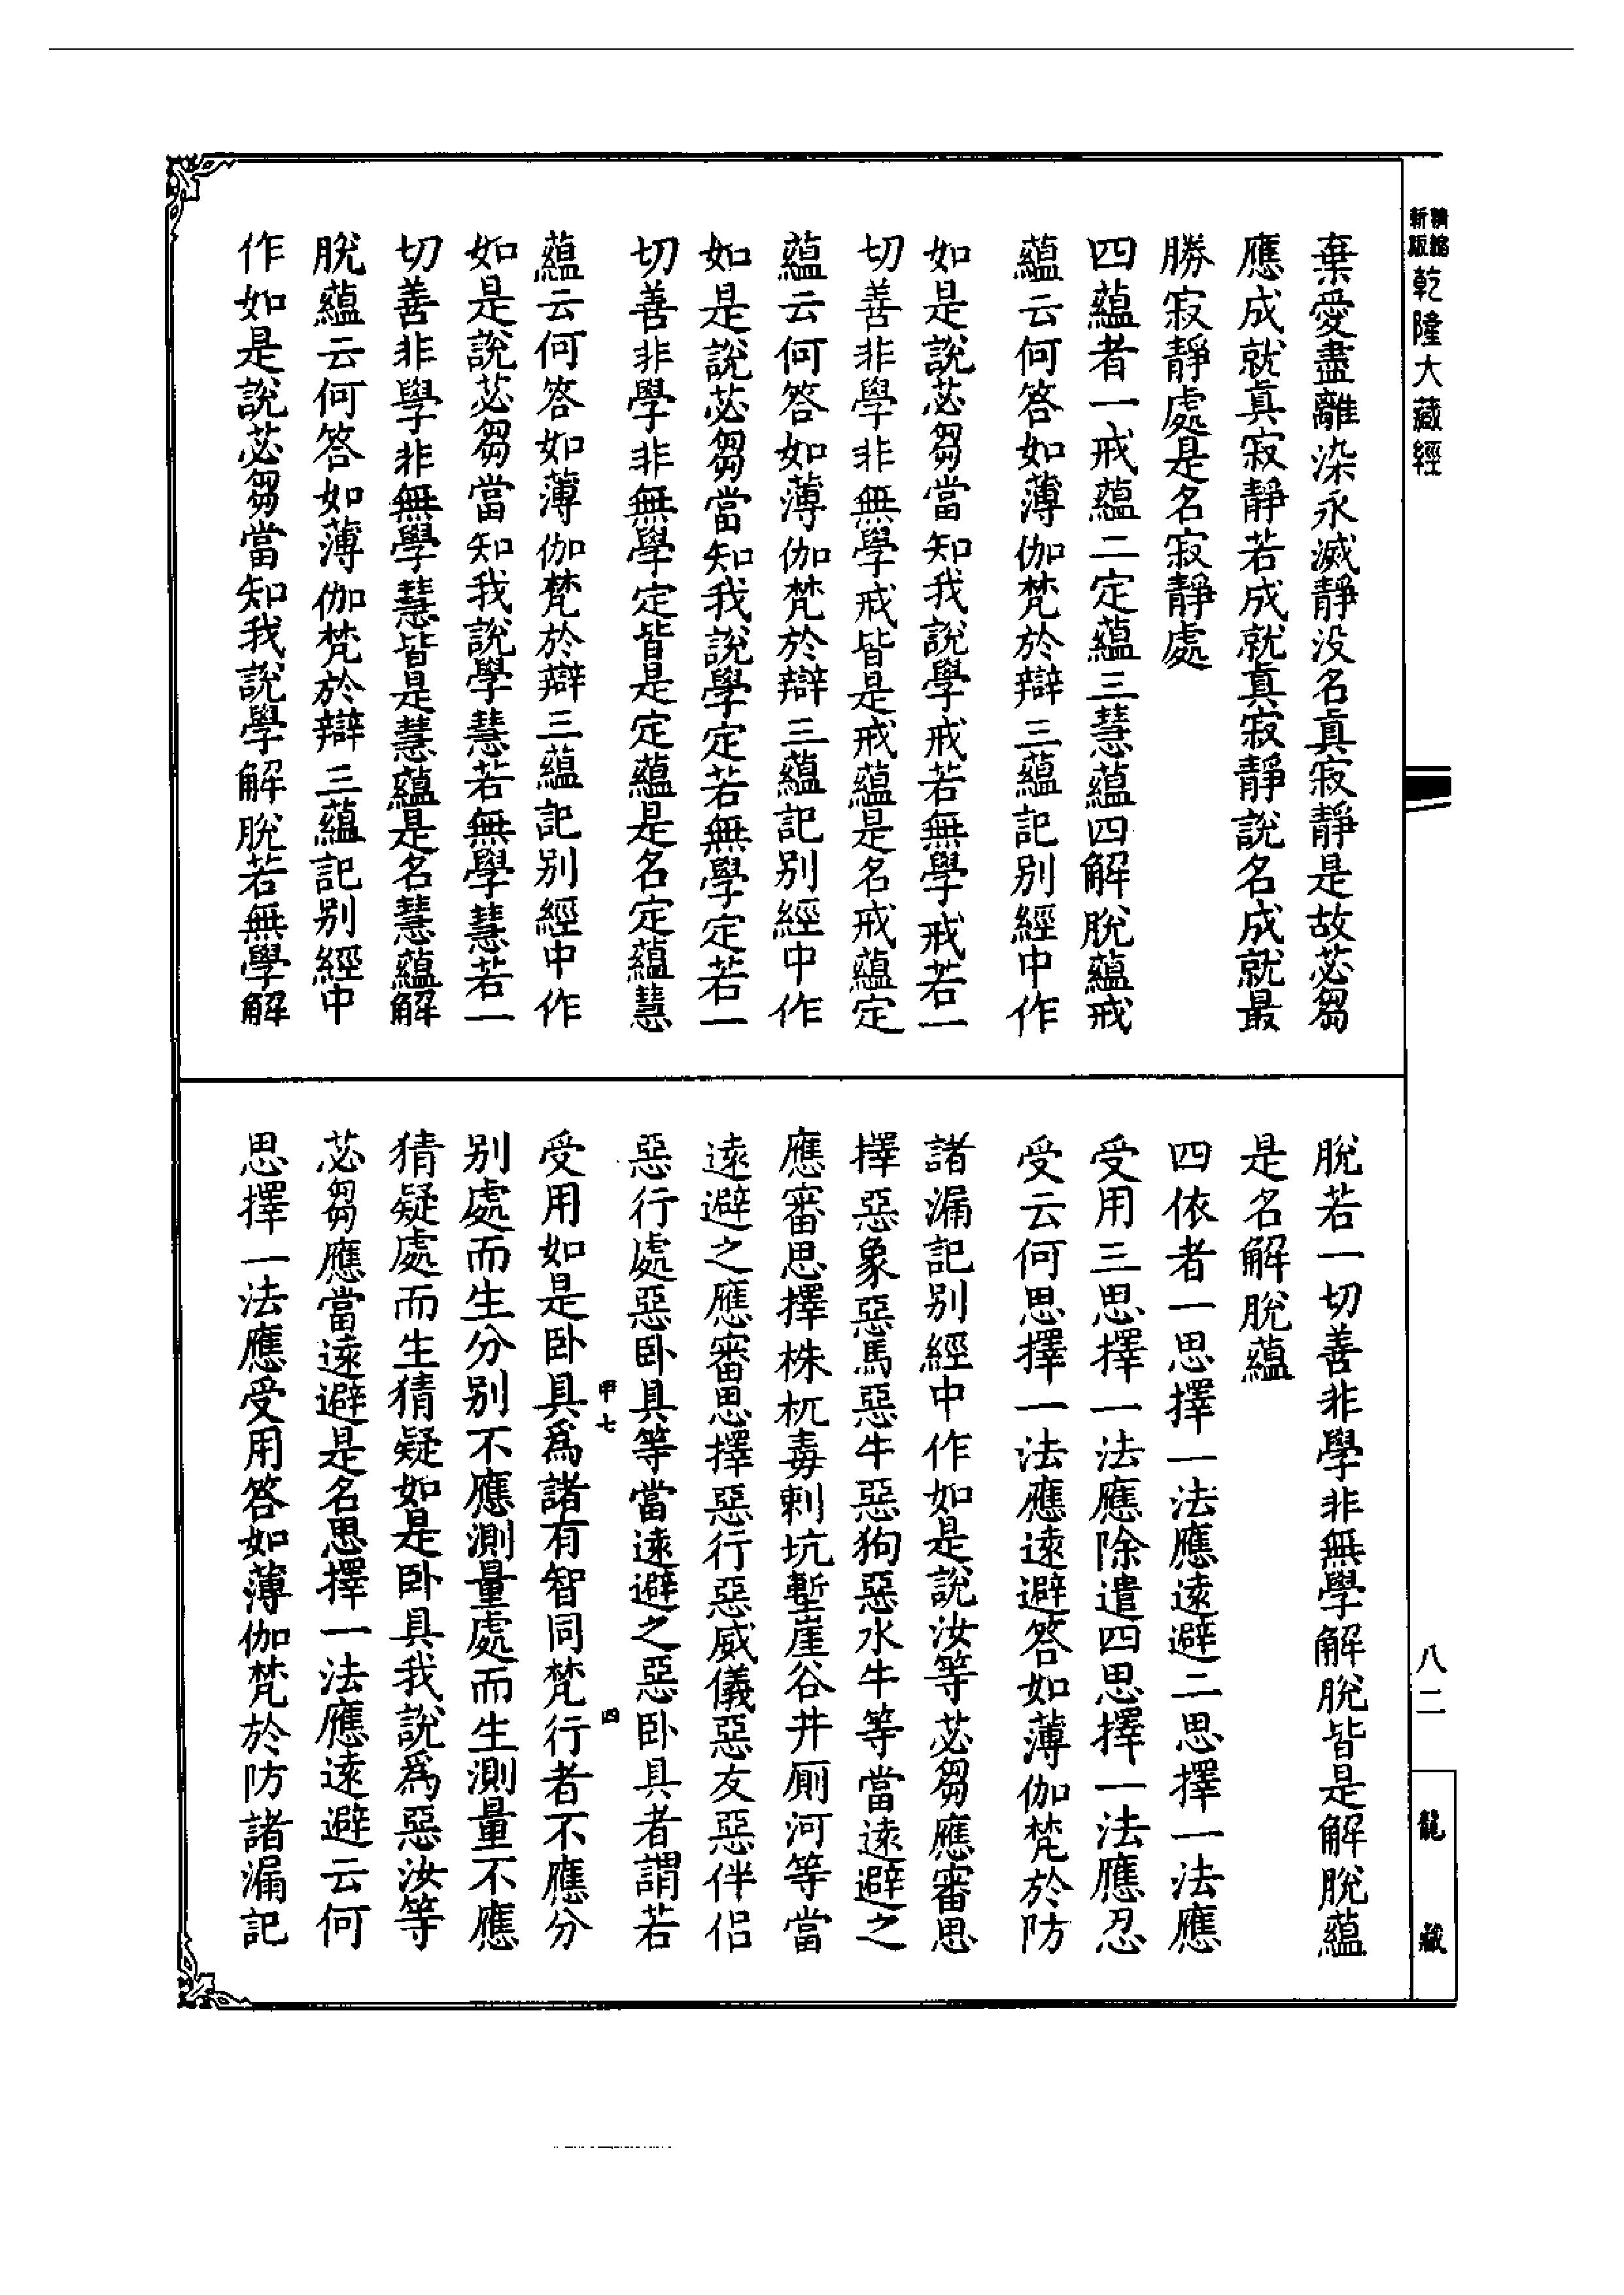 新版 精縮 乾隆大藏經
棄愛盡離染永滅靜没名真寂靜是故苾芻
應成就真寂靜若成就真寂靜說名成就最
勝寂靜處是名寂靜處
四蘊者一戒蘊二定蘊三慧蘊四解脫蘊戒
蘊云何答如薄伽梵於辯三蘊記别經中作
如是說苾芻當知我說學戒若無學戒若一
切善非學非無學戒皆是戒蘊是名戒蘊定
蘊云何答如薄伽梵於辯三蘊記别經中作
如是說苾芻當知我說學定若無學定若一
切善非學非無學定皆是定蘊是名定蘊慧
蘊云何答如薄伽梵於辯三蘊記别經中作
如是說苾芻當知我說學慧若無學慧若一
切善非學非無學慧皆是慧蘊是名慧蘊解
脫蘊云何答如薄伽梵於辯三蘊記别經中
作如是說苾芻當知我說學解脫若無學解
脫若一切善非學非無學解脫皆是解脫蘊
是名解脫蘊
四依者一思擇一法應遠避二思擇一法應
受用三思擇一法應除遣四思擇一法應忍
受云何思擇一法應遠避答如薄伽梵於防
諸漏記别經中作如是說汝等苾芻應審思
擇惡象惡馬惡牛惡狗惡水牛等當遠避之
應審思擇株杌毒刺坑塹崖谷井廁河等當
遠避之應審思擇惡行惡威儀惡友惡伴侣
惡行處惡卧具等當遠避之惡卧具者謂若
甲七 四
受用如是卧具為諸有智同梵行者不應分
别處而生分别不應測量處而生測量不應
猜疑處而生猜疑如是卧具我說為惡汝等
苾芻應當遠避是名思擇一法應遠避云何
思擇一法應受用答如薄伽梵於防諸漏記
八二
龍藏